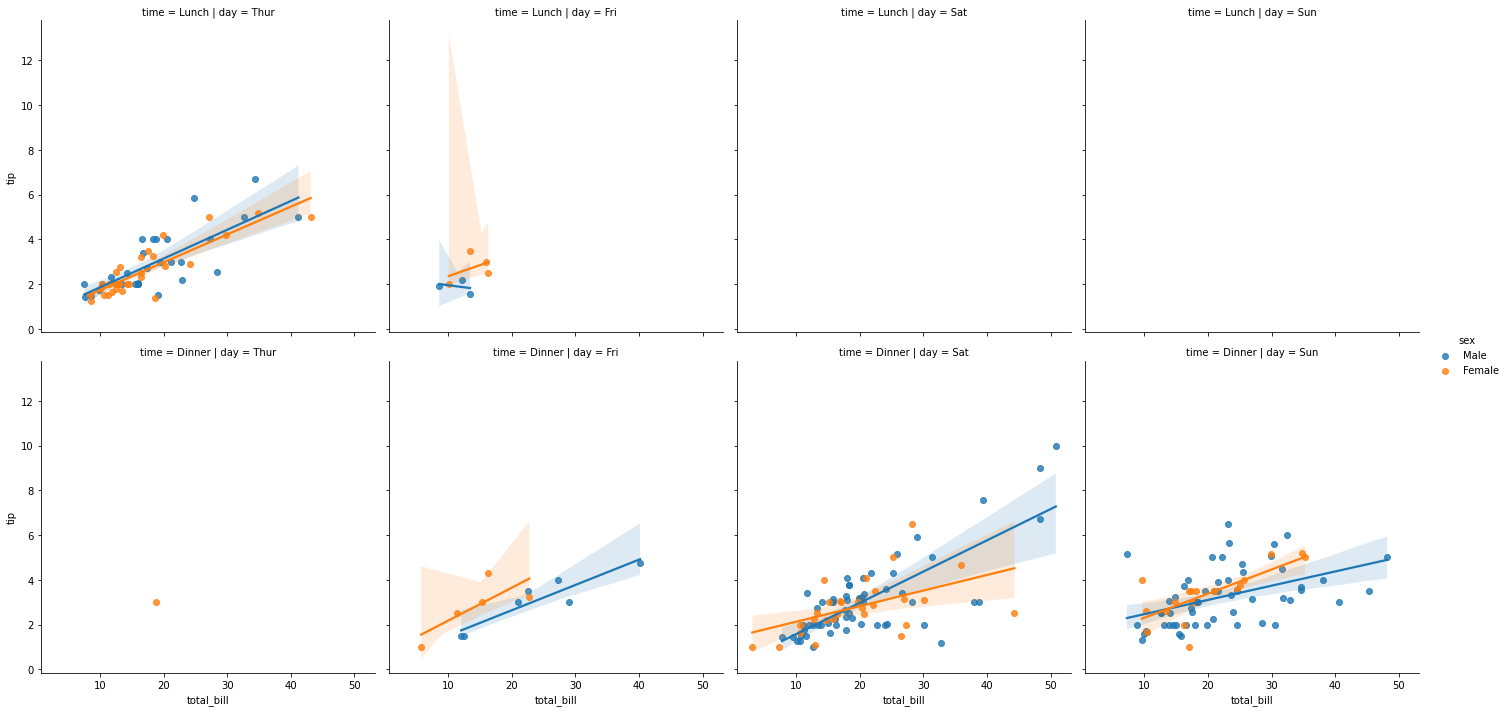 time = Lunch | day = Thur
time = Lunch | day = Fri
time = Lunch | day = Sat
time = Lunch | day = Sun
12
10
8
6
4
2
0
tip
time = Dinner | day = Thur
time = Dinner | day = Fri
time = Dinner | day = Sat
time = Dinner | day = Sun
sex
Male
Female
12
10
8
6
4
2
0
tip
10 20 30 40 50
10 20 30 40 50
10 20 30 40 50
10 20 30 40 50
total_bill
total_bill
total_bill
total_bill